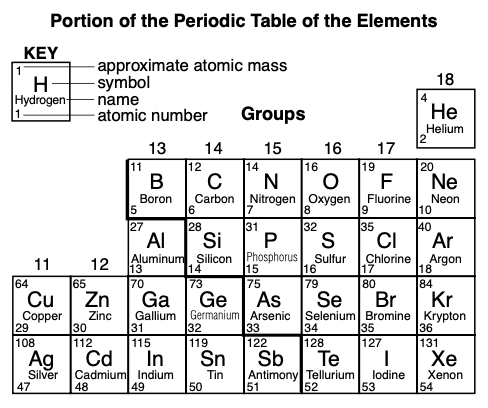 Portion of the Periodic Table of the Elements
KEY
1
H
Hydrogen
1
approximate atomic mass
symbol
name
atomic number
Groups
18
4
He
Helium
2
13 14 15 16 17
11 12 14 16 19 20
B C N O F Ne
Boron Carbon Nitrogen Oxygen Fluorine Neon
5 6 7 8 9 10
27 28 31 32 35 40
Al Si P S Cl Ar
Aluminum Silicon Phosphorus Sulfur Chlorine Argon
13 14 15 16 17 18
11 12
64 65 70 73 75 79 80 84
Cu Zn Ga Ge As Se Br Kr
Copper Zinc Gallium Germanium Arsenic Selenium Bromine Krypton
29 30 31 32 33 34 35 36
108 112 115 119 122 128 127 131
Ag Cd In Sn Sb Te I Xe
Silver Cadmium Indium Tin Antimony Tellurium Iodine Xenon
47 48 49 50 51 52 53 54